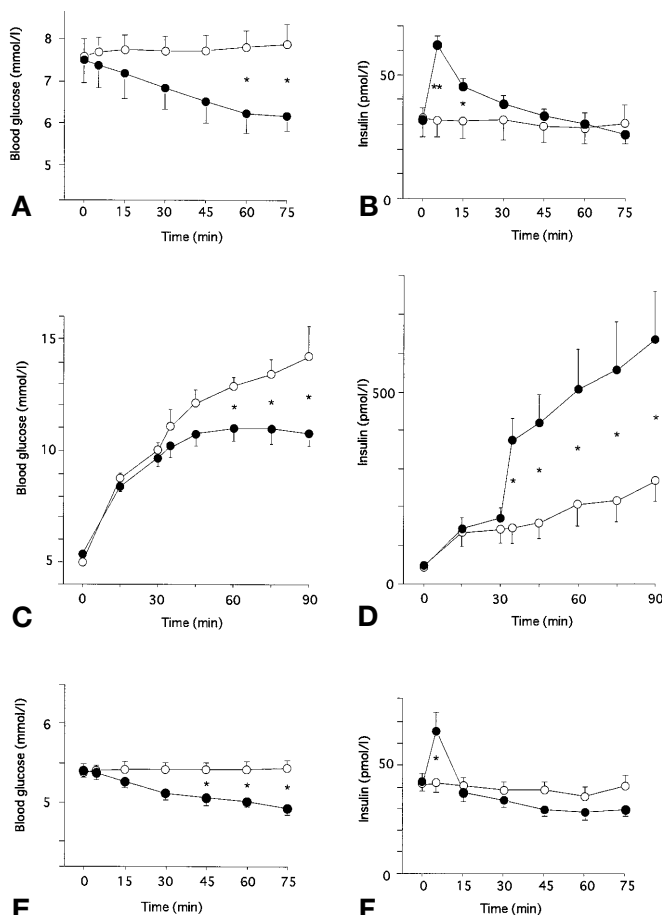 Blood glucose (mmol/l)
8
7
6
5
* *
0 15 30 45 60 75
Time (min)
A
Insulin (pmol/l)
50
0
** *
0 15 30 45 60 75
Time (min)
B
Blood glucose (mmol/l)
15
10
5
* * *
0 30 60 90
Time (min)
C
Insulin (pmol/l)
500
0
* * * * *
0 30 60 90
Time (min)
D
Blood glucose (mmol/l)
6
5
* * *
0 15 30 45 60 75
Time (min)
E
Insulin (pmol/l)
50
0
*
0 15 30 45 60 75
Time (min)
F